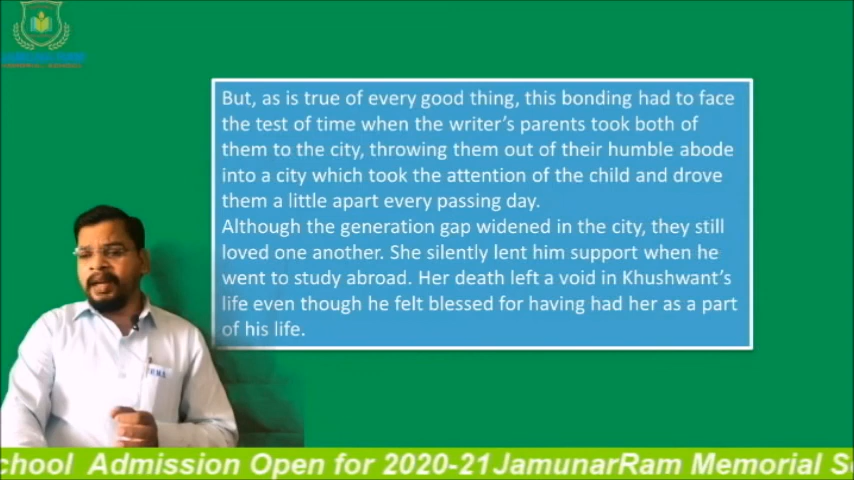 But, as is true of every good thing, this bonding had to face
the test of time when the writer's parents took both of
them to the city, throwing them out of their humble abode
into a city which took the attention of the child and drove
them a little apart every passing day.
Although the generation gap widened in the city, they still
loved one another. She silently lent him support when he
went to study abroad. Her death left a void in Khushwant's
life even though he felt blessed for having had her as a part
of his life.
chool Admission Open for 2020-21JamunarRam Memorial S